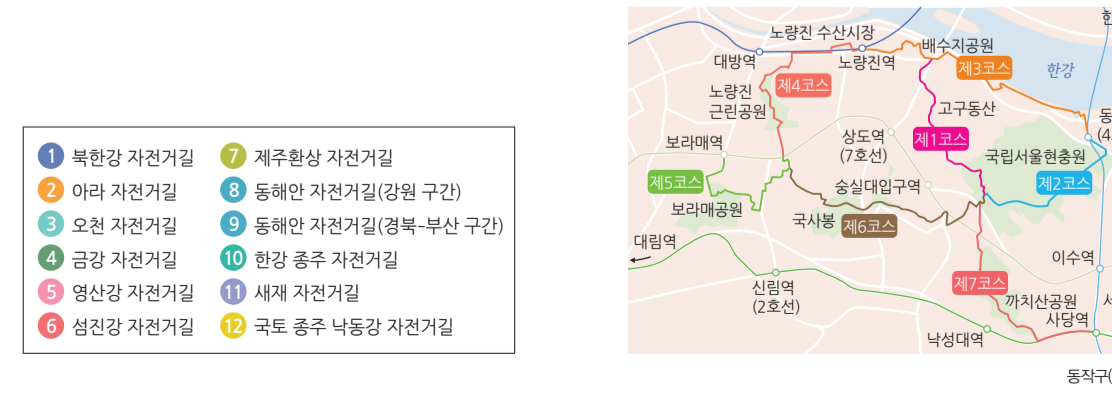 1 북한강 자전거길
2 아라 자전거길
3 오천 자전거길
4 금강 자전거길
5 영산강 자전거길
6 섬진강 자전거길
7 제주환상 자전거길
8 동해안 자전거길(강원 구간)
9 동해안 자전거길(경북-부산 구간)
10 한강 종주 자전거길
11 새재 자전거길
12 국토 종주 낙동강 자전거길
노량진 수산시장
배수지공원
대방역
노량진역
제3코스
한강
제4코스
노량진
근린공원
고구동산
동
(4
보라매역
상도역
(7호선)
제1코스
국립서울현충원
제5코스
숭실대입구역
제2코스
보라매공원
국사봉
제6코스
대림역
이수역
신림역
(2호선)
제7코스
까치산공원
사당역
낙성대역
동작구(